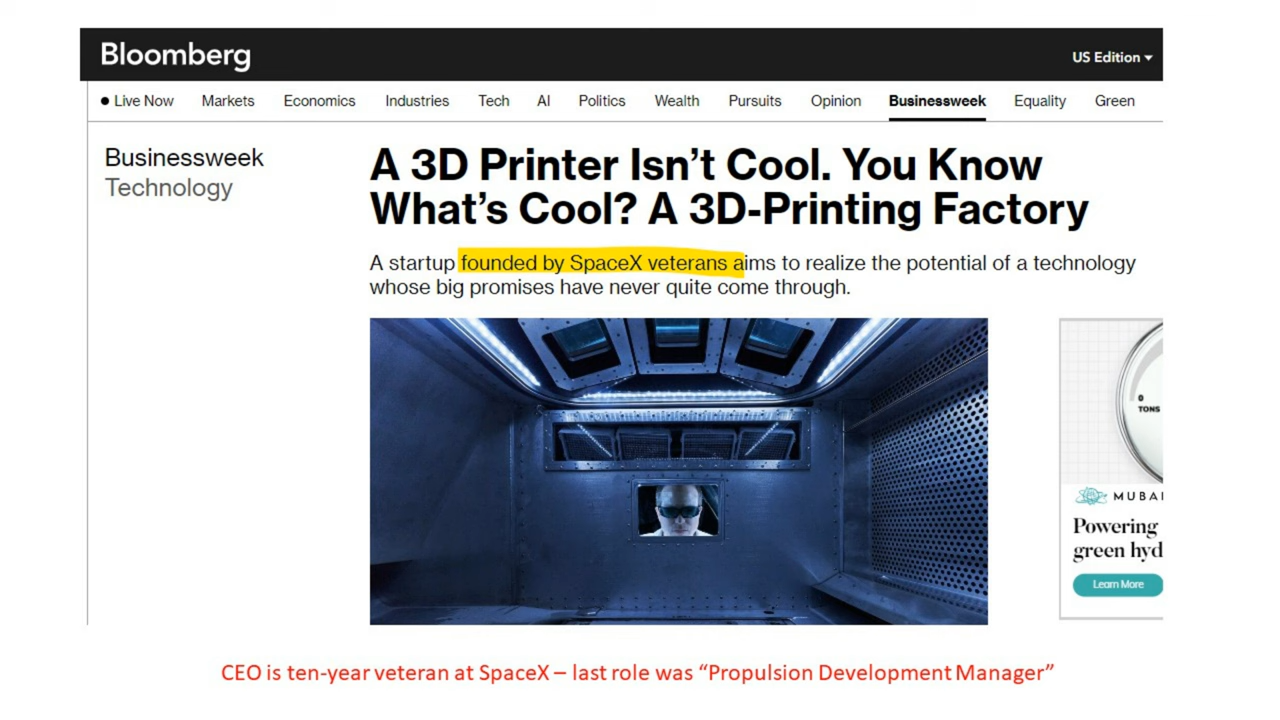 Bloomberg
US Edition
Live Now Markets Economics Industries Tech AI Politics Wealth Pursuits Opinion Businessweek Equality Green
Businessweek
Technology
A 3D Printer Isn’t Cool. You Know
What’s Cool? A 3D-Printing Factory
A startup founded by SpaceX veterans aims to realize the potential of a technology
whose big promises have never quite come through.
0
TONS
Powering
green hyd
Learn More
CEO is ten-year veteran at SpaceX – last role was “Propulsion Development Manager”